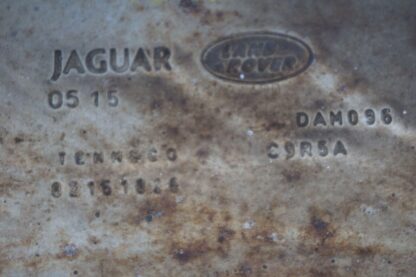 JAGUAR LAND ROVER
05 15
DAM096
TENNECO C9R5A